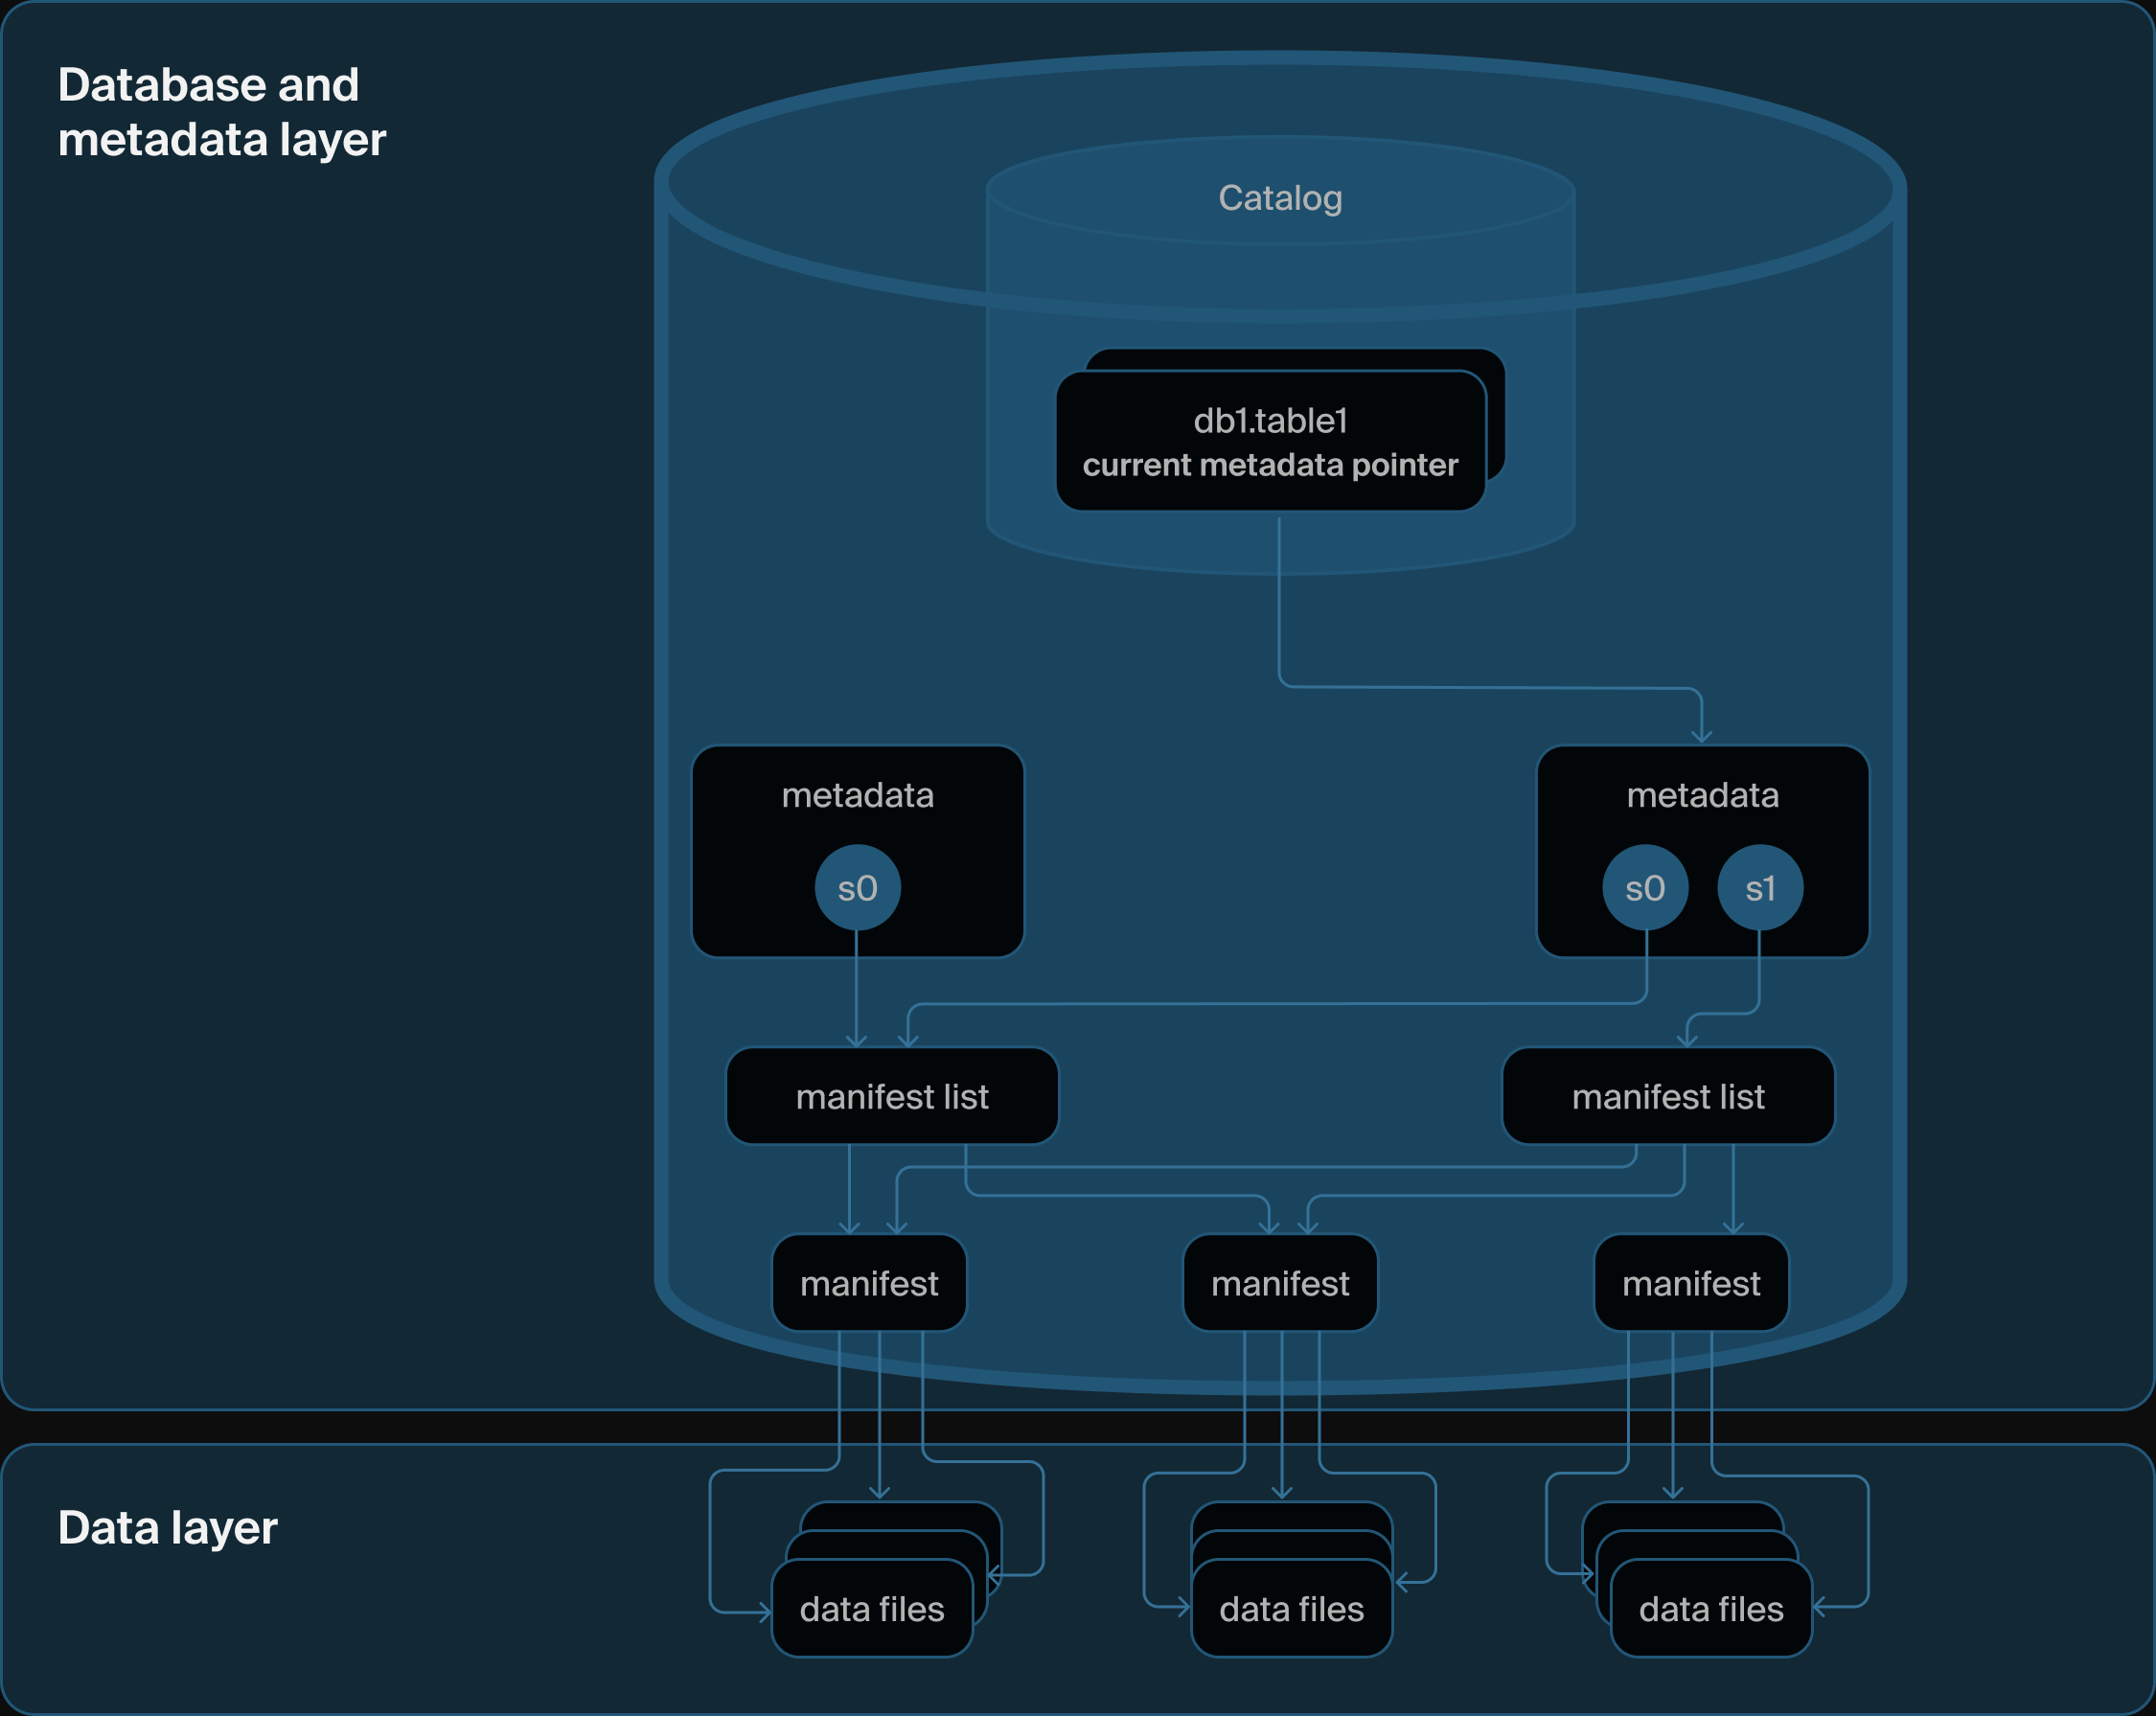 Database and
metadata layer
Catalog
db1.table1
current metadata pointer
metadata
s0
metadata
s0
s1
manifest list
manifest list
manifest
manifest
manifest
Data layer
data files
data files
data files